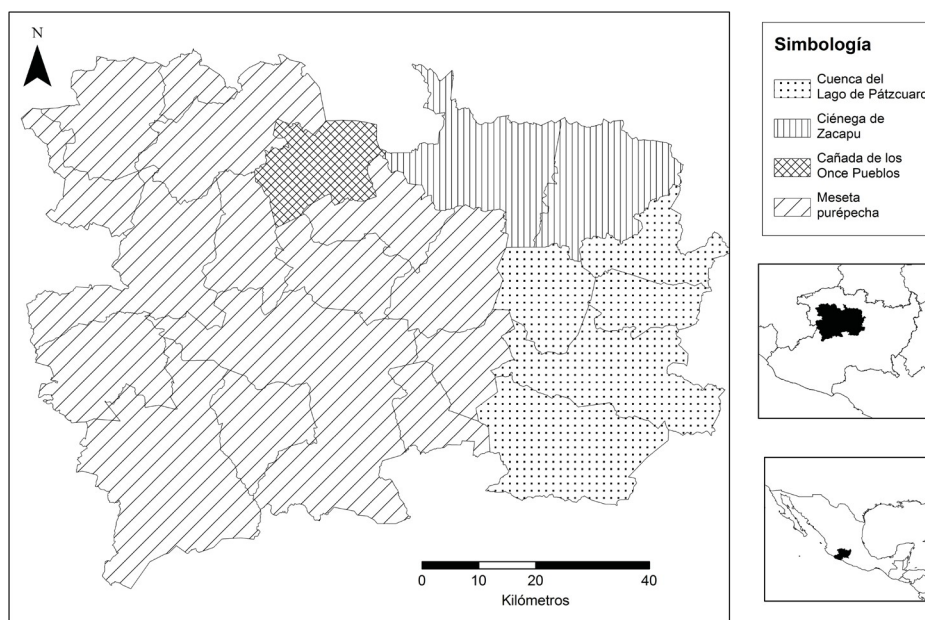 N
Simbología
Cuenca del
Lago de Pátzcuaro
Ciénega de
Zacapu
Cañada de los
Once Pueblos
Meseta
purépecha
0 10 20 40
Kilómetros